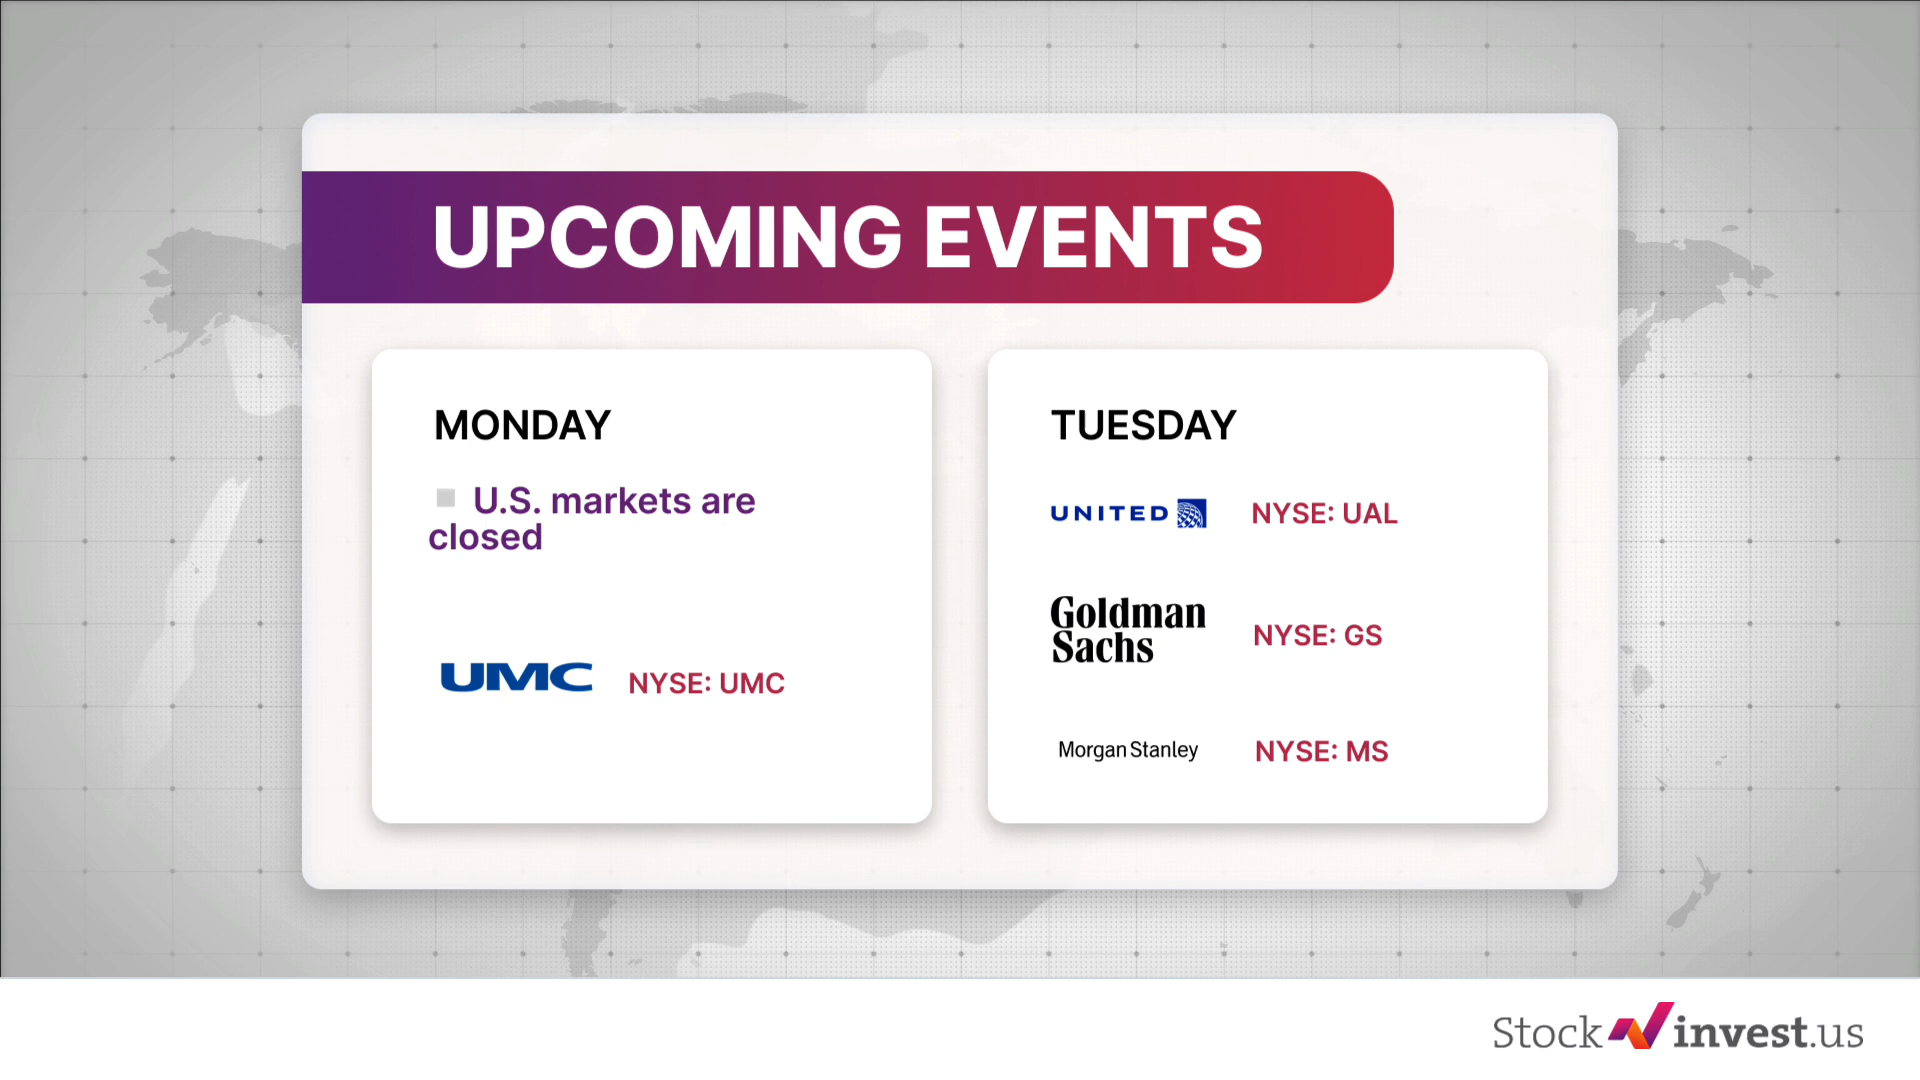 UPCOMING EVENTS
MONDAY
U.S. markets are
closed
UMC NYSE: UMC
TUESDAY
UNITED NYSE: UAL
Goldman
Sachs NYSE: GS
Morgan Stanley NYSE: MS
Stock invest.us